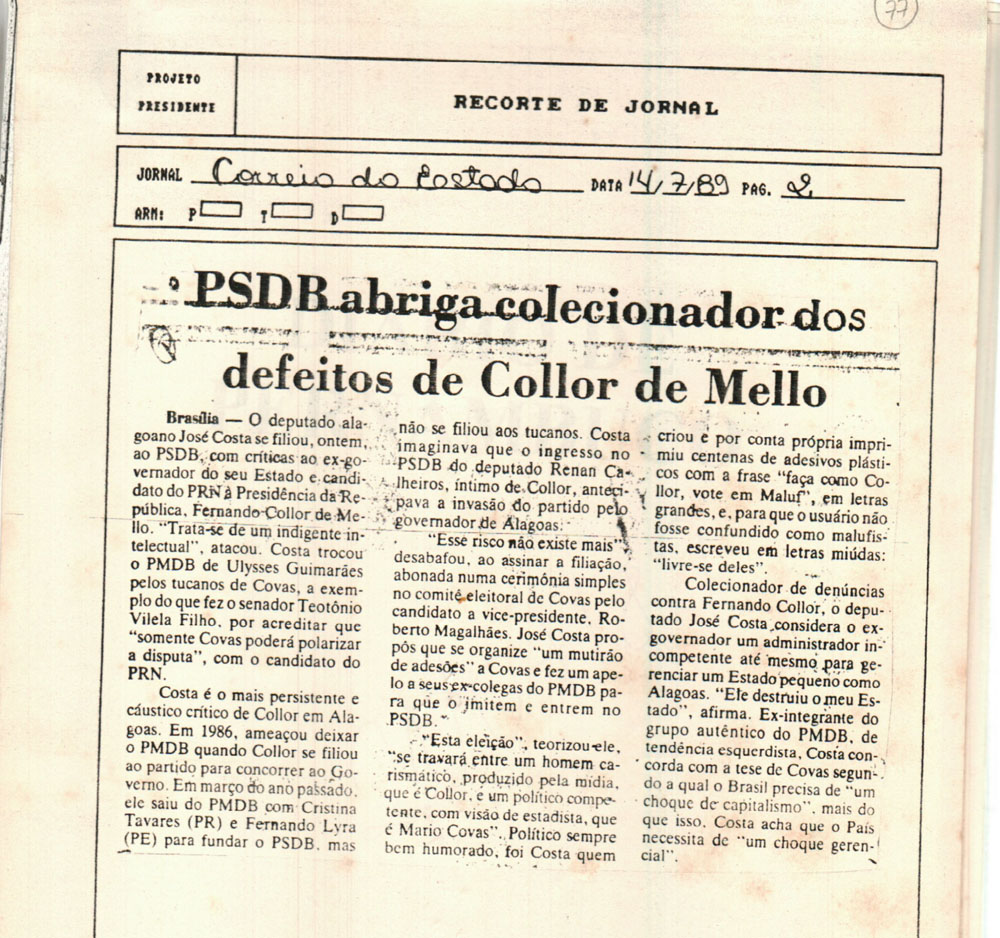 77
PROJETO
PRESIDENTE
RECORTE DE JORNAL
JORNAL Correio do Estado DATA 14/7/89 PAG. 2
ARM: P T D
PSDB abriga colecionador dos
defeitos de Collor de Mello
Brasília — O deputado ala-
goano José Costa se filiou, ontem,
ao PSDB, com críticas ao ex-go-
vernador do seu Estado e candi-
dato do PRN à Presidência da Re-
pública, Fernando Collor de Me-
llo. “Trata-se de um indigente in-
telectual”, atacou. Costa trocou
o PMDB de Ulysses Guimarães
pelos tucanos de Covas, a exem-
plo do que fez o senador Teotônio
Vilela Filho, por acreditar que
“somente Covas poderá polarizar
a disputa”, com o candidato do
PRN.
Costa é o mais persistente e
cáustico crítico de Collor em Ala-
goas. Em 1986, ameaçou deixar
o PMDB quando Collor se filiou
ao partido para concorrer ao Go-
verno. Em março do ano passado,
ele saiu do PMDB com Cristina
Tavares (PR) e Fernando Lyra
(PE) para fundar o PSDB, mas
não se filiou aos tucanos. Costa
imaginava que o ingresso no
PSDB do deputado Renan Ca-
lheiros, íntimo de Collor, anteci-
pava a invasão do partido pelo
governador de Alagoas.
“Esse risco não existe mais”,
desabafou, ao assinar a filiação,
abonada numa cerimônia simples
no comitê eleitoral de Covas pelo
candidato a vice-presidente, Ro-
berto Magalhães. José Costa pro-
pôs que se organize “um mutirão
de adesões” a Covas e fez um ape-
lo a seus ex-colegas do PMDB pa-
ra que o imitem e entrem no
PSDB.
“Esta eleição”, teorizou ele,
“se travará entre um homem ca-
rismático, produzido pela mídia,
que é Collor, e um político compe-
tente, com visão de estadista, que
é Mario Covas”. Político sempre
bem humorado, foi Costa quem
criou e por conta própria impri-
miu centenas de adesivos plásti-
cos com a frase “faça como Co-
llor, vote em Maluf”, em letras
grandes, e, para que o usuário não
fosse confundido como malufis-
tas, escreveu em letras miúdas:
“livre-se deles”.
Colecionador de denúncias
contra Fernando Collor, o depu-
tado José Costa considera o ex-
governador um administrador in-
competente até mesmo para ge-
renciar um Estado pequeno como
Alagoas. “Ele destruiu o meu Es-
tado”, afirma. Ex-integrante do
grupo autêntico do PMDB, de
tendência esquerdista, Costa con-
corda com a tese de Covas segun-
do a qual o Brasil precisa de “um
choque de capitalismo”. mais do
que isso, Costa acha que o País
necessita de “um choque geren-
cial”.